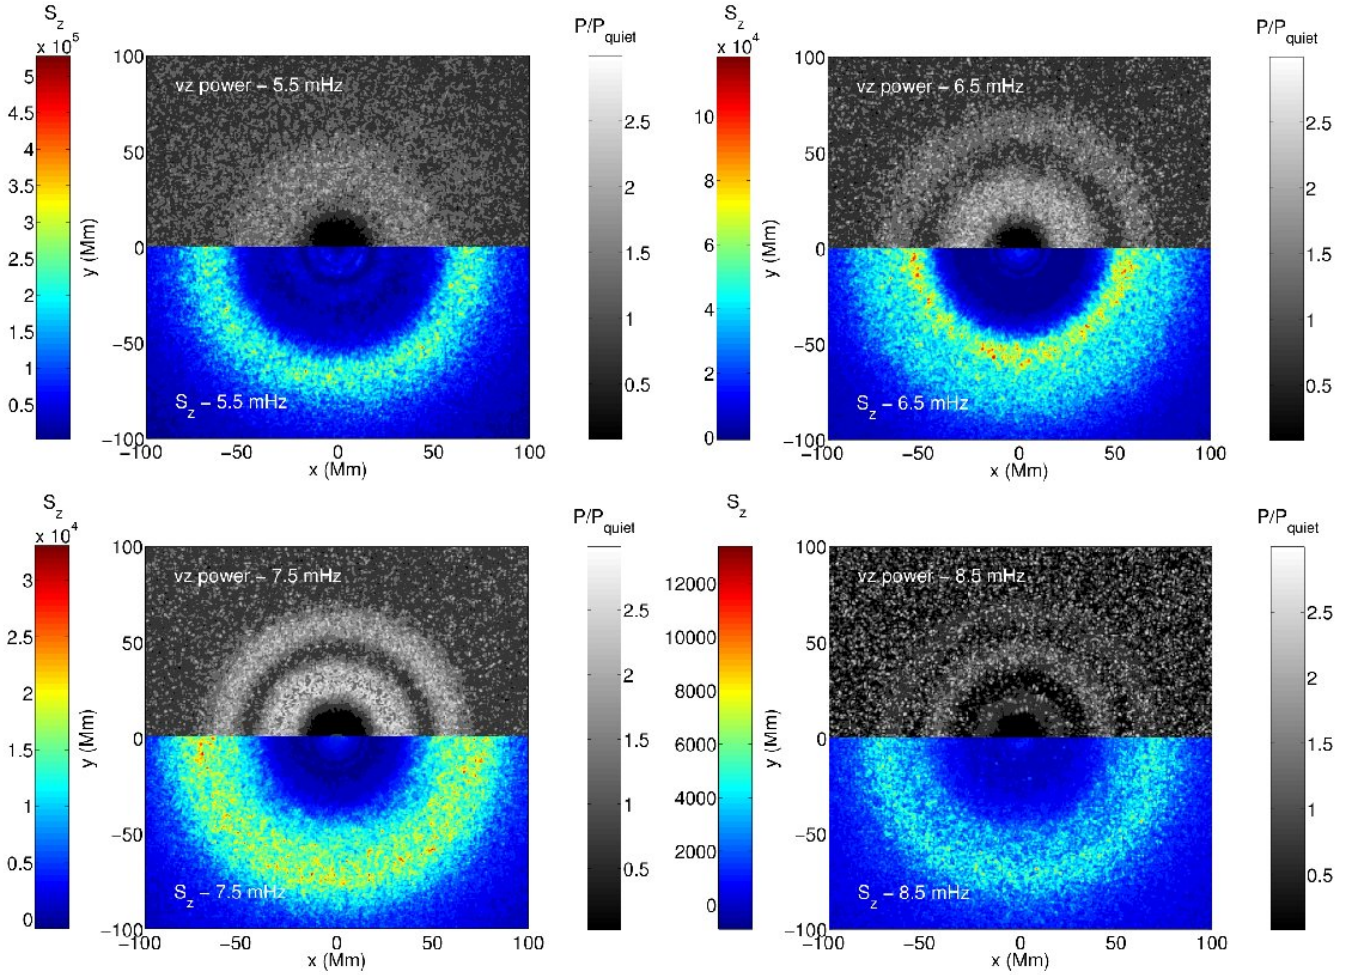 S_z
x 10^5
5
4.5
4
3.5
3
2.5
2
1.5
1
0.5
vz power – 5.5 mHz
S_z – 5.5 mHz
100
50
0
−50
−100
y (Mm)
−100 −50 0 50 100
x (Mm)
P/P_quiet
2.5
2
1.5
1
0.5
S_z
x 10^4
10
8
6
4
2
0
vz power – 6.5 mHz
S_z – 6.5 mHz
100
50
0
−50
−100
y (Mm)
−100 −50 0 50 100
x (Mm)
P/P_quiet
2.5
2
1.5
1
0.5
S_z
x 10^4
3
2.5
2
1.5
1
0.5
0
vz power – 7.5 mHz
S_z – 7.5 mHz
100
50
0
−50
−100
y (Mm)
−100 −50 0 50 100
x (Mm)
P/P_quiet
2.5
2
1.5
1
0.5
S_z
12000
10000
8000
6000
4000
2000
0
vz power – 8.5 mHz
S_z – 8.5 mHz
100
50
0
−50
−100
y (Mm)
−100 −50 0 50 100
x (Mm)
P/P_quiet
2.5
2
1.5
1
0.5